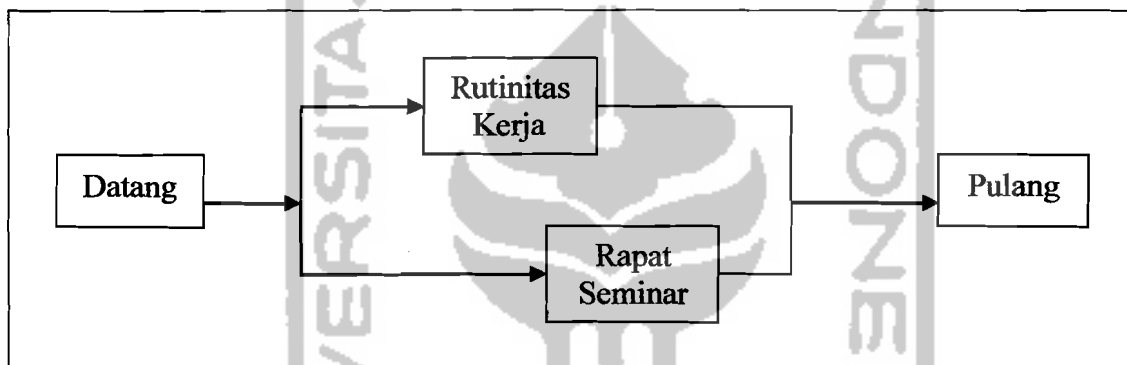 Datang
Rutinitas
Kerja
Rapat
Seminar
Pulang